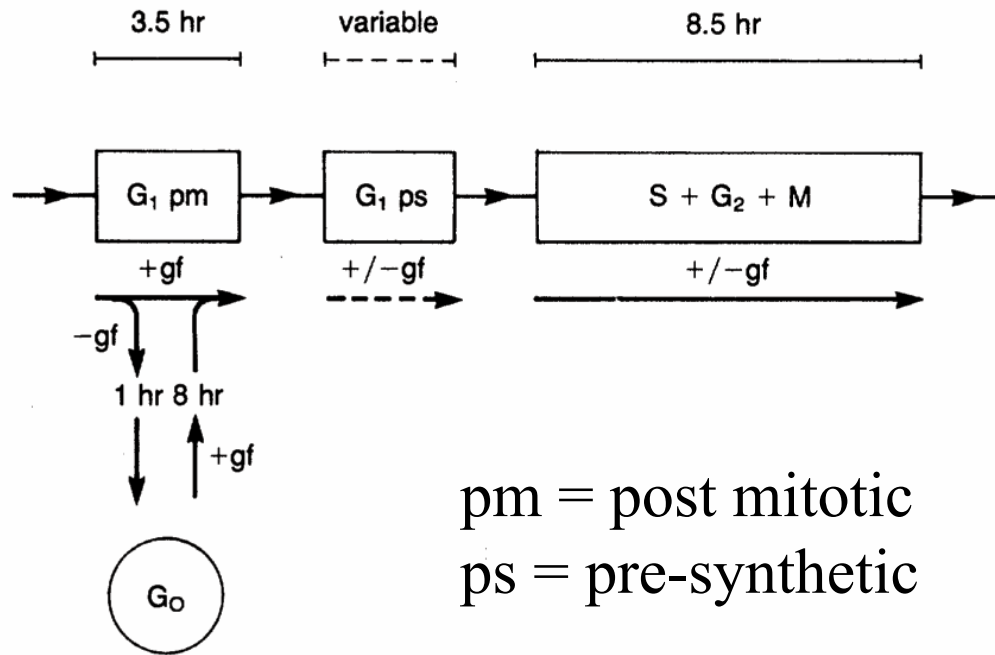 3.5 hr variable 8.5 hr
G₁ pm G₁ ps S + G₂ + M
+gf +/−gf +/−gf
−gf
1 hr 8 hr
+gf
pm = post mitotic
ps = pre-synthetic
G₀